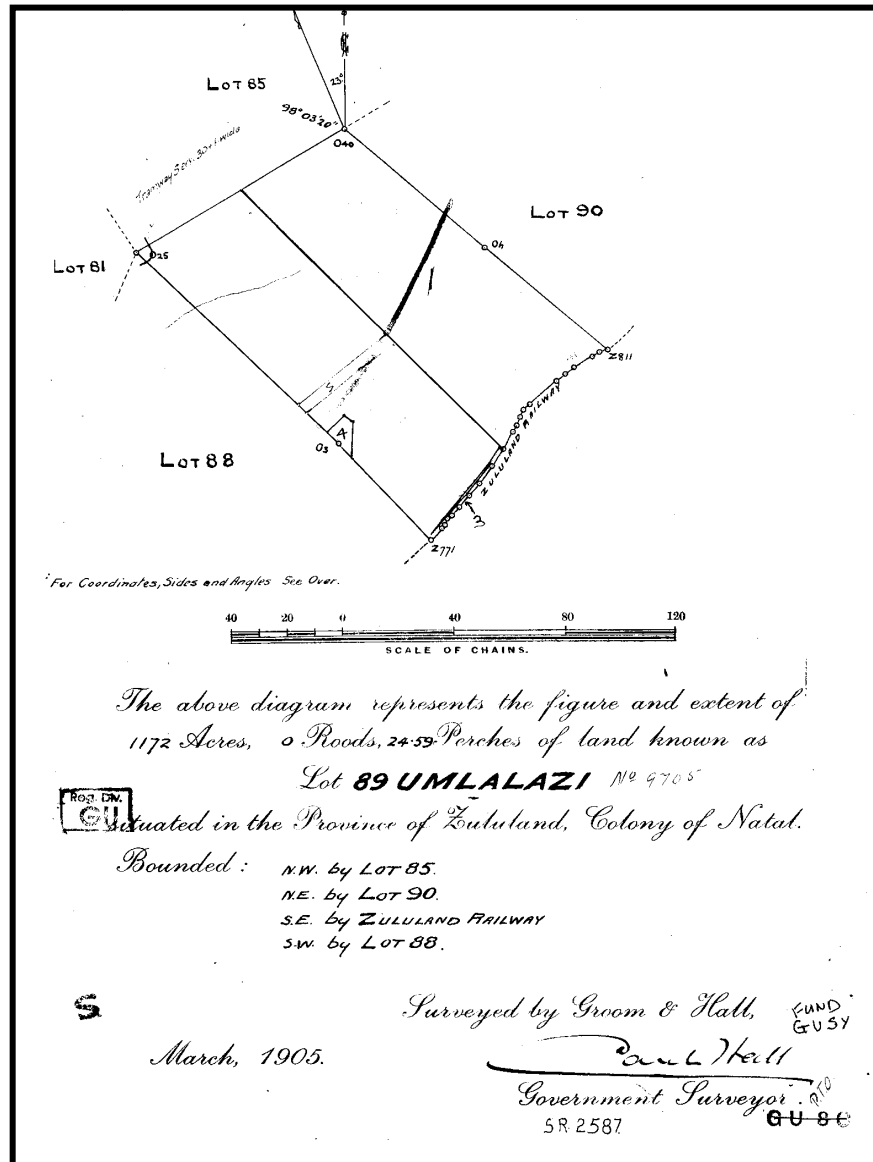 LOT 85
23°
98° 03' 20"
O40
Tramway Serv. 30ft wide
LOT 90
O4
O25
LOT 81
Z811
ZULULAND RAILWAY
A
O3
LOT 88
3
Z771
For Coordinates, Sides and Angles See Over.
40 20 0 40 80 120
SCALE OF CHAINS.
The above diagram represents the figure and extent of
1172 Acres, 0 Roods, 24·59 Perches of land known as
Lot 89 UMLALAZI No 9705
Reg. Div.
GU
situated in the Province of Zululand, Colony of Natal.
Bounded : N.W. by LOT 85.
N.E. by LOT 90.
S.E. by ZULULAND RAILWAY
S.W. by LOT 88.
S
Surveyed by Groom & Hall,
FUND
GUSY
March, 1905.
Government Surveyor.
P.T.O
SR 2587